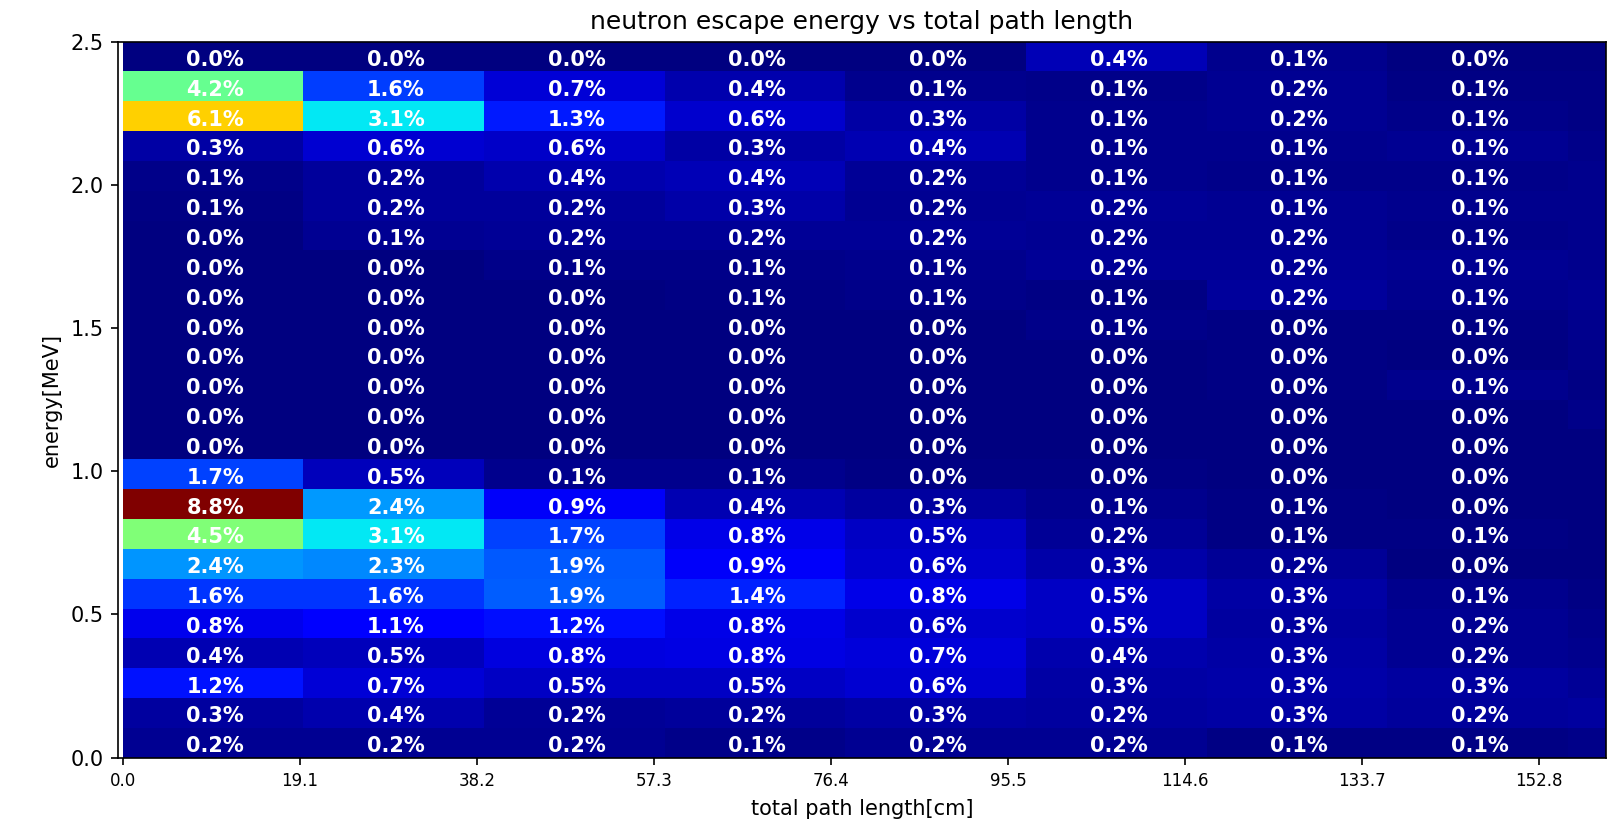 neutron escape energy vs total path length
2.5
0.0% 0.0% 0.0% 0.0% 0.0% 0.4% 0.1% 0.0%
4.2% 1.6% 0.7% 0.4% 0.1% 0.1% 0.2% 0.1%
6.1% 3.1% 1.3% 0.6% 0.3% 0.1% 0.2% 0.1%
0.3% 0.6% 0.6% 0.3% 0.4% 0.1% 0.1% 0.1%
2.0 0.1% 0.2% 0.4% 0.4% 0.2% 0.1% 0.1% 0.1%
0.1% 0.2% 0.2% 0.3% 0.2% 0.2% 0.1% 0.1%
0.0% 0.1% 0.2% 0.2% 0.2% 0.2% 0.2% 0.1%
0.0% 0.0% 0.1% 0.1% 0.1% 0.2% 0.2% 0.1%
0.0% 0.0% 0.0% 0.1% 0.1% 0.1% 0.2% 0.1%
1.5 0.0% 0.0% 0.0% 0.0% 0.0% 0.1% 0.0% 0.1%
0.0% 0.0% 0.0% 0.0% 0.0% 0.0% 0.0% 0.0%
0.0% 0.0% 0.0% 0.0% 0.0% 0.0% 0.0% 0.1%
energy[MeV]
0.0% 0.0% 0.0% 0.0% 0.0% 0.0% 0.0% 0.0%
0.0% 0.0% 0.0% 0.0% 0.0% 0.0% 0.0% 0.0%
1.0 1.7% 0.5% 0.1% 0.1% 0.0% 0.0% 0.0% 0.0%
8.8% 2.4% 0.9% 0.4% 0.3% 0.1% 0.1% 0.0%
4.5% 3.1% 1.7% 0.8% 0.5% 0.2% 0.1% 0.1%
2.4% 2.3% 1.9% 0.9% 0.6% 0.3% 0.2% 0.0%
1.6% 1.6% 1.9% 1.4% 0.8% 0.5% 0.3% 0.1%
0.5 0.8% 1.1% 1.2% 0.8% 0.6% 0.5% 0.3% 0.2%
0.4% 0.5% 0.8% 0.8% 0.7% 0.4% 0.3% 0.2%
1.2% 0.7% 0.5% 0.5% 0.6% 0.3% 0.3% 0.3%
0.3% 0.4% 0.2% 0.2% 0.3% 0.2% 0.3% 0.2%
0.0 0.2% 0.2% 0.2% 0.1% 0.2% 0.2% 0.1% 0.1%
0.0 19.1 38.2 57.3 76.4 95.5 114.6 133.7 152.8
total path length[cm]